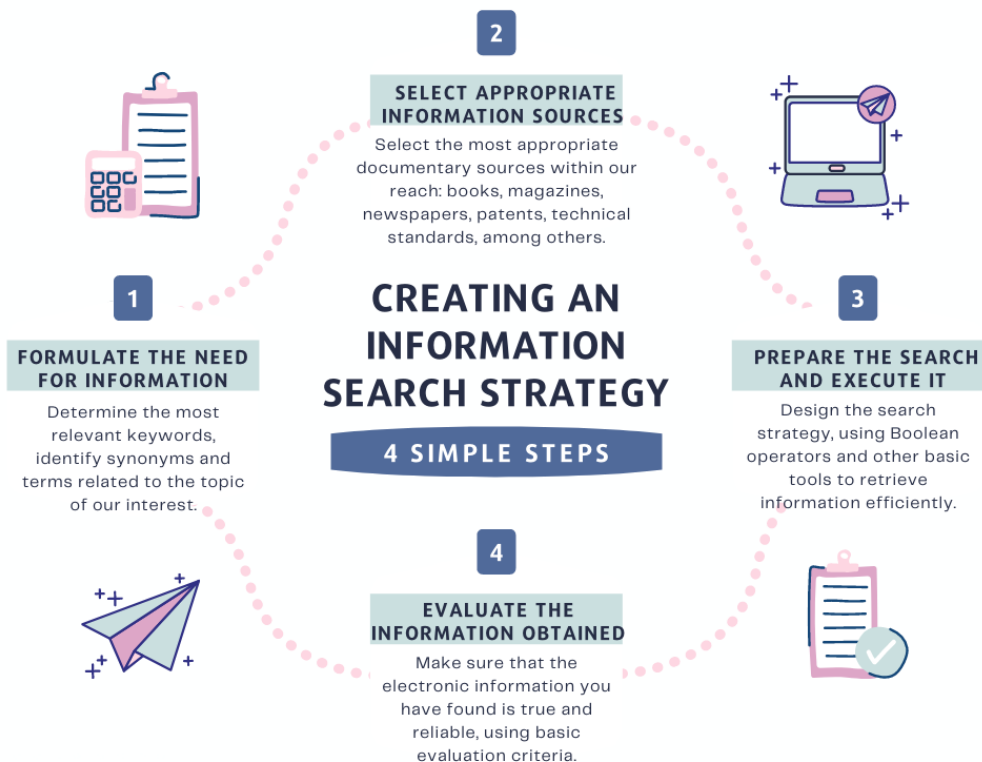 CREATING AN
INFORMATION
SEARCH STRATEGY
4 SIMPLE STEPS
1
FORMULATE THE NEED
FOR INFORMATION
Determine the most
relevant keywords,
identify synonyms and
terms related to the topic
of our interest.
2
SELECT APPROPRIATE
INFORMATION SOURCES
Select the most appropriate
documentary sources within our
reach: books, magazines,
newspapers, patents, technical
standards, among others.
3
PREPARE THE SEARCH
AND EXECUTE IT
Design the search
strategy, using Boolean
operators and other basic
tools to retrieve
information efficiently.
4
EVALUATE THE
INFORMATION OBTAINED
Make sure that the
electronic information you
have found is true and
reliable, using basic
evaluation criteria.